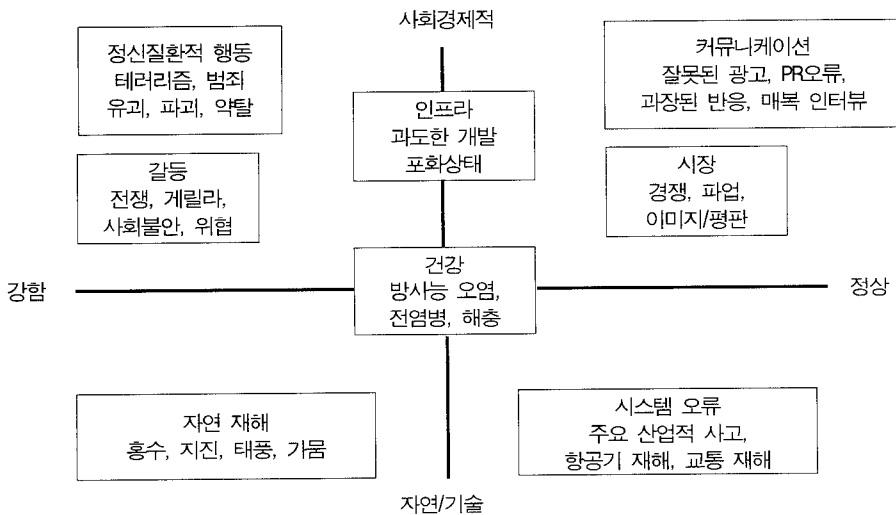 사회경제적
정신질환적 행동
테러리즘, 범죄
유괴, 파괴, 약탈
커뮤니케이션
잘못된 광고, PR오류,
과장된 반응, 매복 인터뷰
인프라
과도한 개발
포화상태
갈등
전쟁, 게릴라,
사회불안, 위협
시장
경쟁, 파업,
이미지/평판
강함
건강
방사능 오염,
전염병, 해충
정상
자연 재해
홍수, 지진, 태풍, 가뭄
시스템 오류
주요 산업적 사고,
항공기 재해, 교통 재해
자연/기술